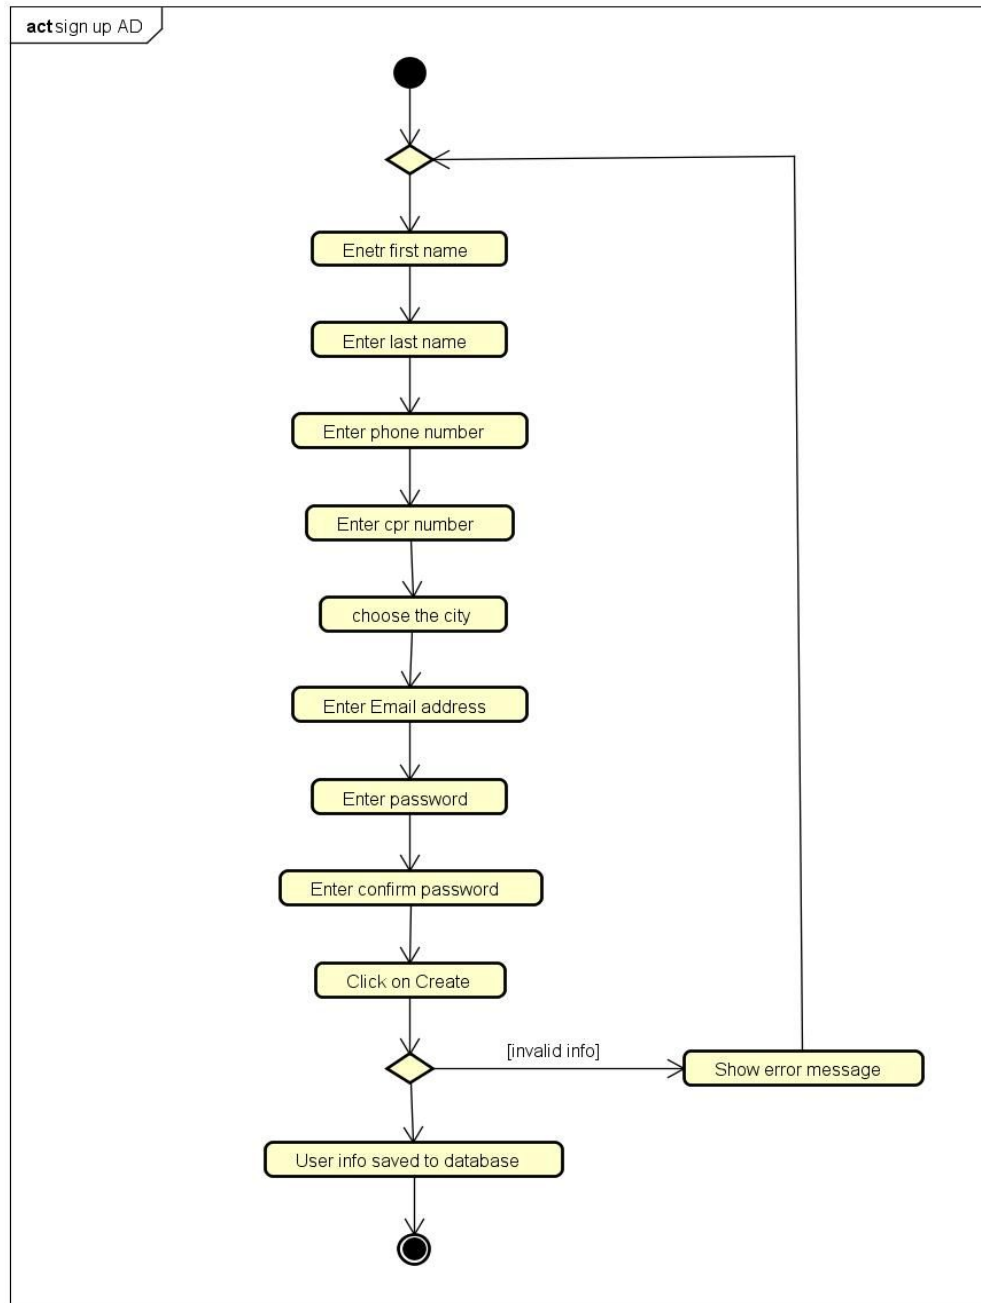 act sign up AD
Enetr first name
Enter last name
Enter phone number
Enter cpr number
choose the city
Enter Email address
Enter password
Enter confirm password
Click on Create
[invalid info]
Show error message
User info saved to database